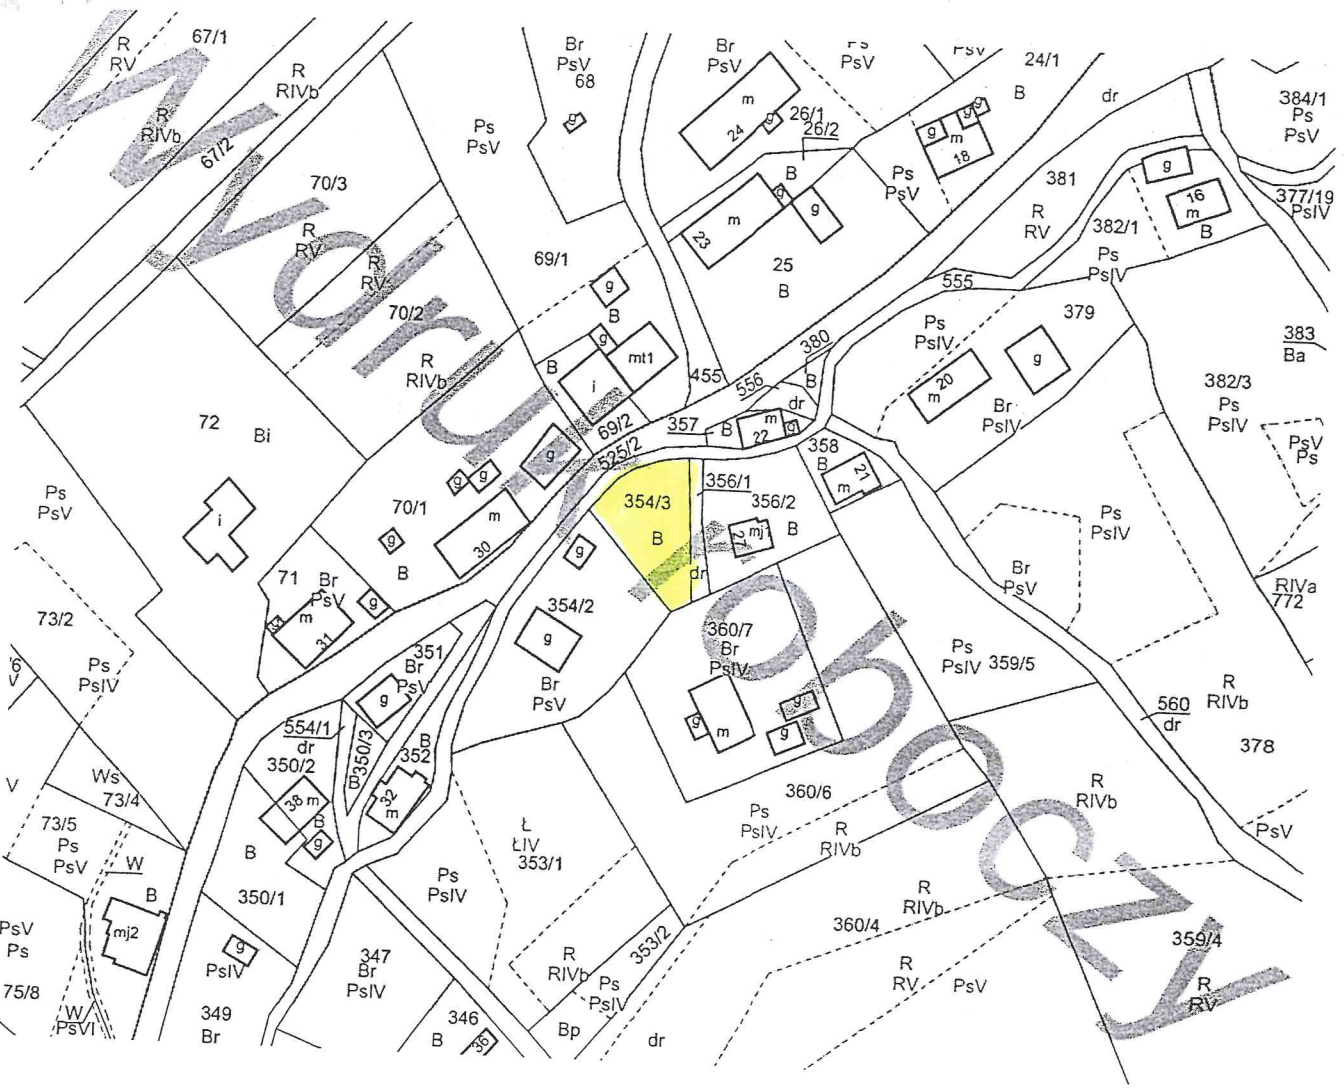 67/1
R
RV
R
RIVb
R
RIVb
67/2
70/3
R
RV
R
RV
70/2
R
RIVb
Ps
PsV
Br
PsV
68
g
69/1
g
B
g
mt1
B
i
69/2
525/2
Br
PsV
m
24
g
26/1
26/2
B
m
23
g
g
25
B
PsV
Ps
PsV
PsV
24/1
B
g
g
g
m
18
dr
381
R
RV
382/1
Ps
PsIV
g
16
m
B
384/1
Ps
PsV
377/19
PsIV
383
Ba
382/3
Ps
PsIV
PsV
Ps
555
379
Ps
PsIV
m 20
g
Br
PsIV
380
B
556
dr
455
357
B
m
22
g
358
B
21
m
354/3
B
356/1
356/2
B
mj1
27
dr
72
Bi
i
Ps
PsV
70/1
g
g
g
m
30
g
B
g
354/2
g
Br
PsV
71
Br
PsV
m
31
g
g
73/2
Ps
PsIV
Ws
73/4
73/5
Ps
PsV
W
B
mj2
PsV
Ps
75/8
W
PsVI
351
Br
PsV
g
554/1
dr
350/2
350/3
B
352
B
38 m
B
g
32
m
B
350/1
g
PsIV
349
Br
347
Br
PsIV
Ps
PsIV
346
B
36
Ł
ŁIV
353/1
R
RIVb
353/2
Ps
PsIV
Bp
dr
360/7
Br
PsIV
m
g
g
g
360/6
Ps
PsIV
R
RIVb
360/4
R
RIVb
R
RV
PsV
Ps
PsIV
359/5
Br
PsV
Ps
PsIV
RIVa
772
R
RIVb
560
dr
378
R
RIVb
PsV
359/4
R
RV
Wydruk roboczy